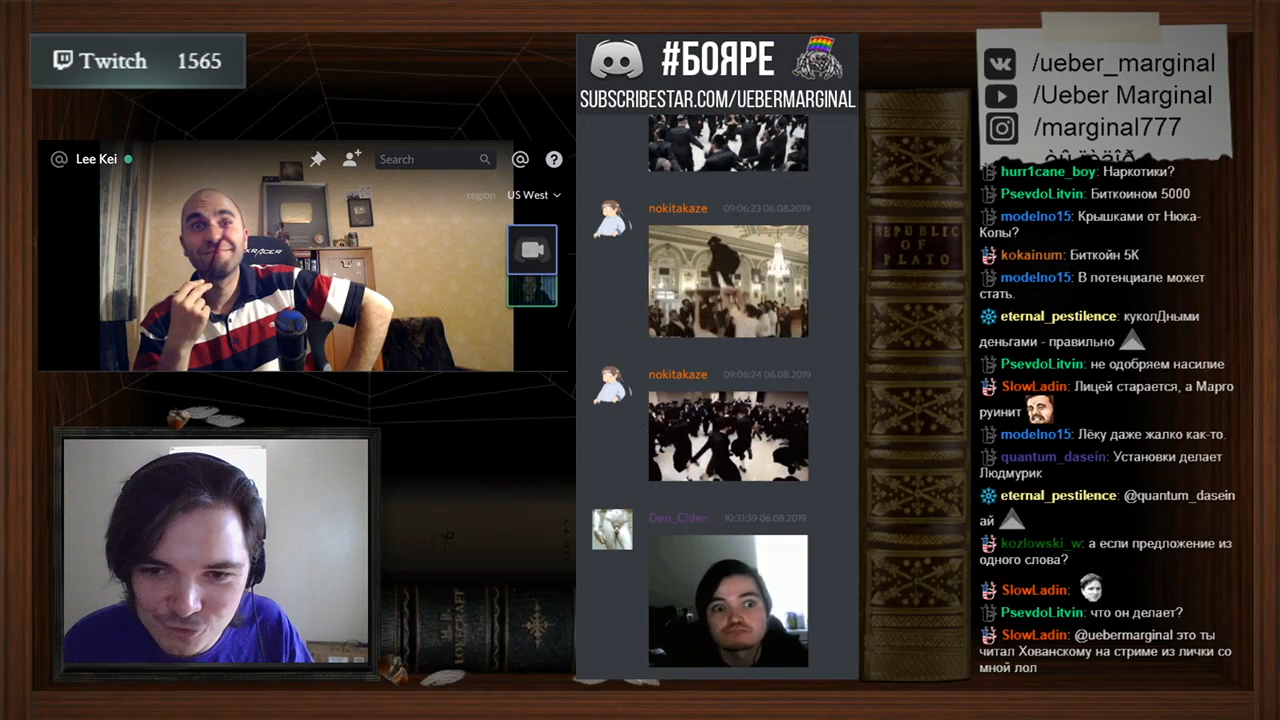 Twitch 1565
@ Lee Kei
Search
@ ?
region US West
XRACER
#БОЯРЕ
SUBSCRIBESTAR.COM/UEBERMARGINAL
nokitakaze 09:06:23 06.08.2019
nokitakaze 09:06:24 06.08.2019
Den_Chlen 10:31:39 06.08.2019
H.P.
LOVECRAFT
REPUBLIC
OF
PLATO
/ueber_marginal
/Ueber Marginal
/marginal777
hurr1cane_boy: Наркотики?
PsevdoLitvin: Биткоином 5000
modelno15: Крышками от Нюка-
Колы?
kokainum: Биткойн 5К
modelno15: В потенциале может
стать.
eternal_pestilence: куколДными
деньгами - правильно
PsevdoLitvin: не одобряем насилие
SlowLadin: Лицей старается, а Марго
руинит
modelno15: Лёку даже жалко как-то.
quantum_dasein: Установки делает
Людмурик
eternal_pestilence: @quantum_dasein
ай
kozlowski_w: а если предложение из
одного слова?
SlowLadin:
PsevdoLitvin: что он делает?
SlowLadin: @uebermarginal это ты
читал Хованскому на стриме из лички со
мной лол